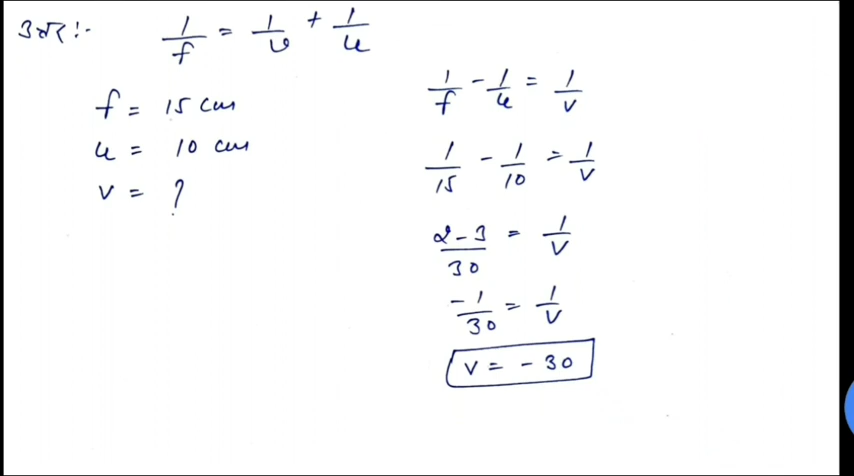 उत्तर :- 1/f = 1/v + 1/u
f = 15 cm
u = 10 cm
v = ?
1/f - 1/u = 1/v
1/15 - 1/10 = 1/v
2-3/30 = 1/v
-1/30 = 1/v
v = - 30